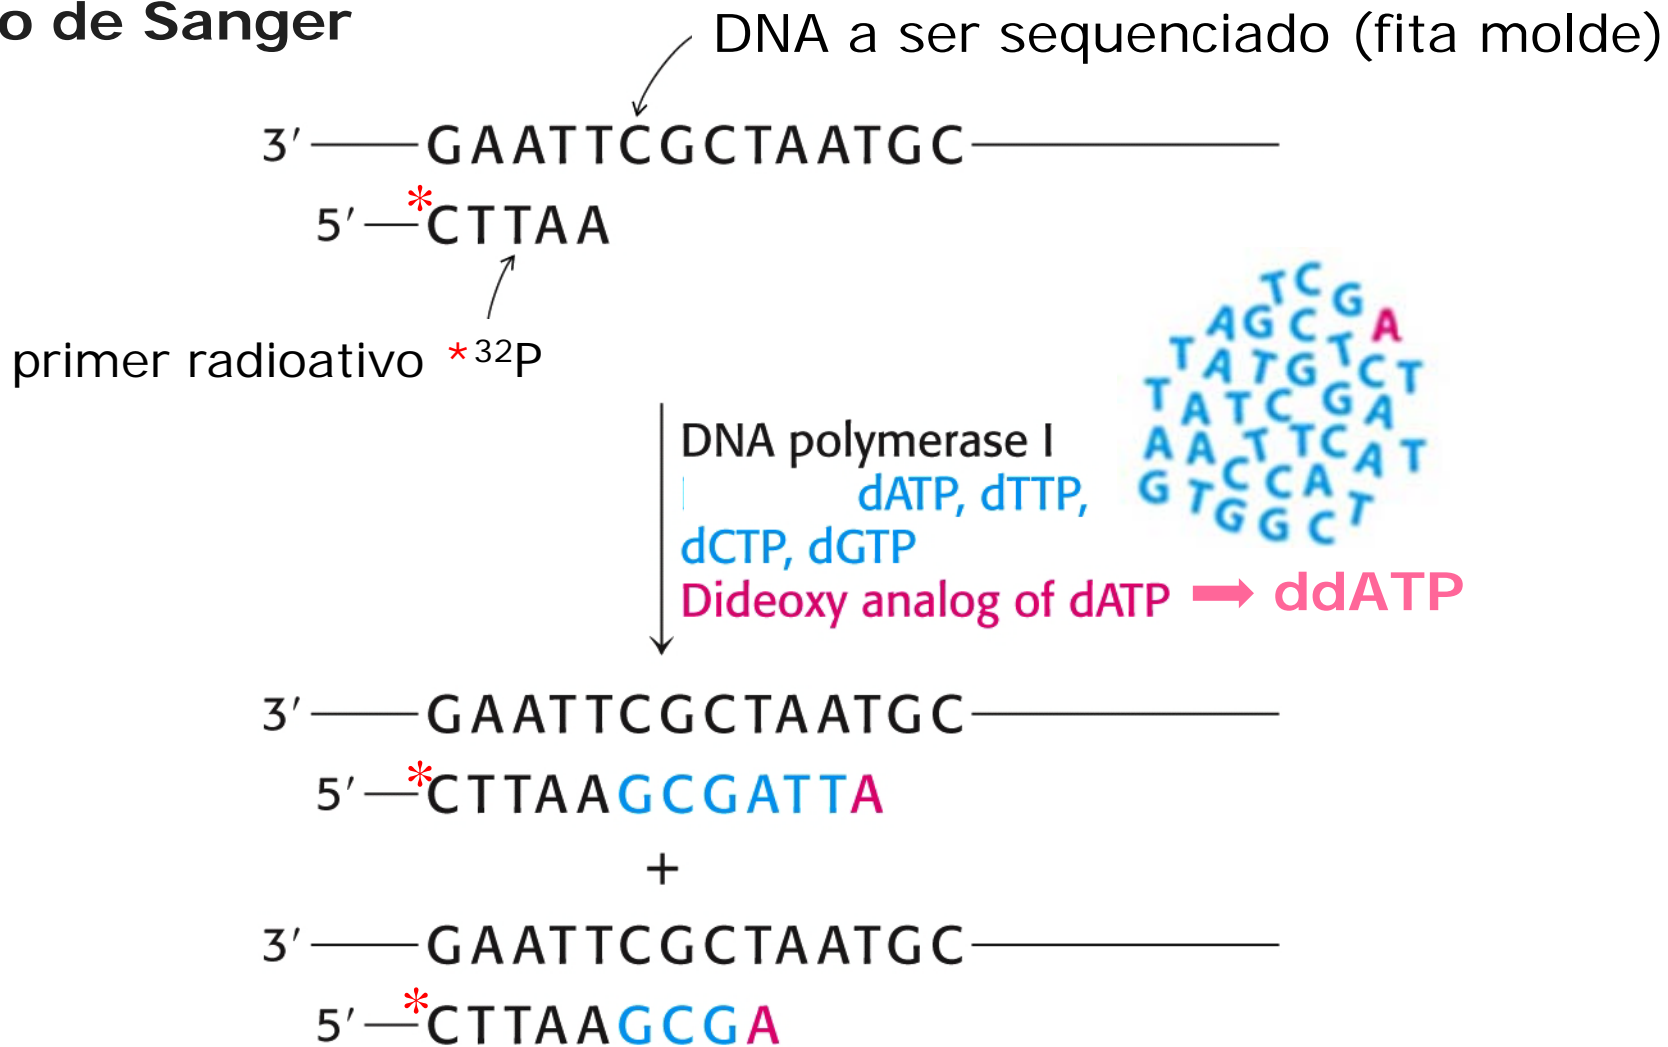 o de Sanger
DNA a ser sequenciado (fita molde)
3′ GAATTCGCTAATGC
5′ *CTTAA
primer radioativo *³²P
T C G
A G C T A
T A T G C T
T A T C G A
A A T T C A T
G T C C A T
G G C
DNA polymerase I
dATP, dTTP,
dCTP, dGTP
Dideoxy analog of dATP ➡ ddATP
3′ GAATTCGCTAATGC
5′ *CTTAAGCGATTA
+
3′ GAATTCGCTAATGC
5′ *CTTAAGCGA